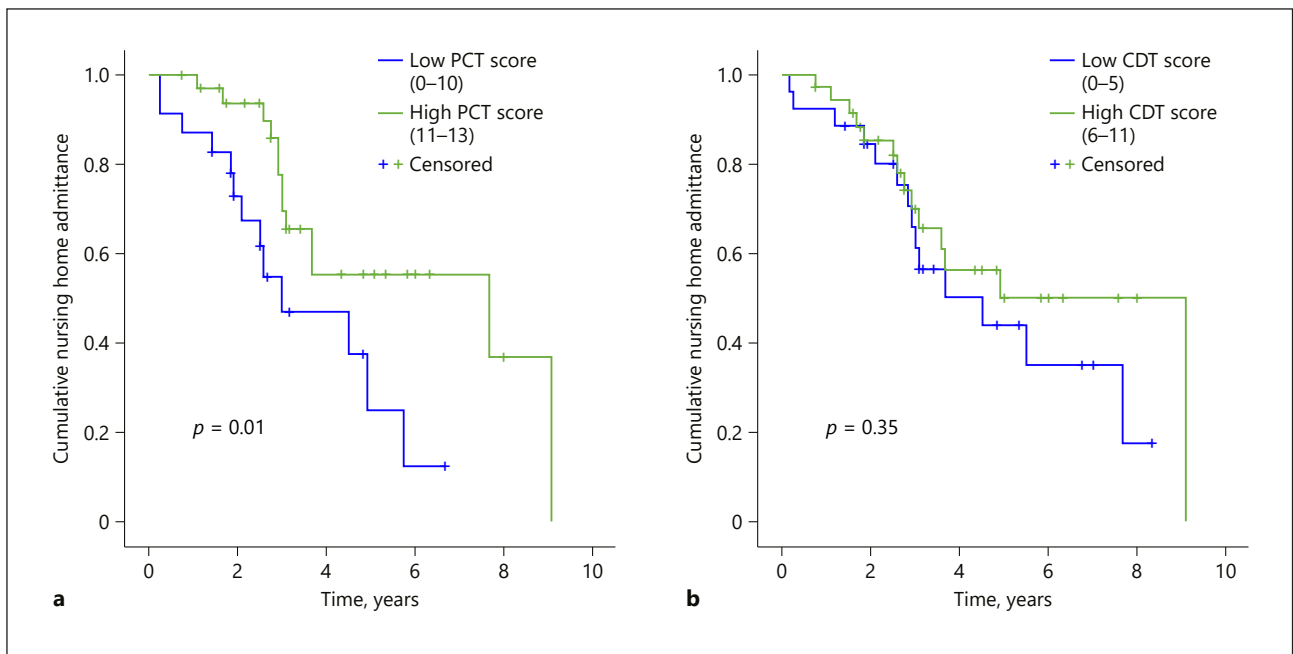 Cumulative nursing home admittance
1.0
0.8
0.6
0.4
0.2
0
Low PCT score
(0–10)
High PCT score
(11–13)
Censored
p = 0.01
0 2 4 6 8 10
Time, years
a
Cumulative nursing home admittance
1.0
0.8
0.6
0.4
0.2
0
Low CDT score
(0–5)
High CDT score
(6–11)
Censored
p = 0.35
0 2 4 6 8 10
Time, years
b